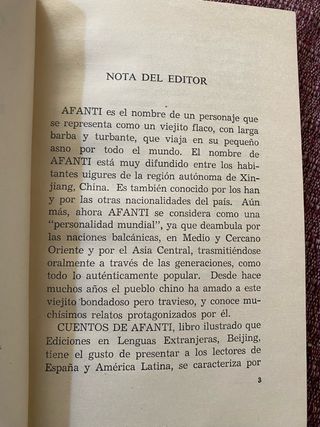 NOTA DEL EDITOR
AFANTI es el nombre de un personaje que
se representa como un viejito flaco, con larga
barba y turbante, que viaja en su pequeño
asno por todo el mundo. El nombre de
AFANTI está muy difundido entre los habi-
tantes uigures de la región autónoma de Xin-
jiang, China. Es también conocido por los han
y por las otras nacionalidades del país. Aún
más, ahora AFANTI se considera como una
"personalidad mundial", ya que deambula por
las naciones balcánicas, en Medio y Cercano
Oriente y por el Asia Central, trasmitiéndose
oralmente a través de las generaciones, como
todo lo auténticamente popular. Desde hace
muchos años el pueblo chino ha amado a este
viejito bondadoso pero travieso, y conoce mu-
chísimos relatos protagonizados por él.
CUENTOS DE AFANTI, libro ilustrado que
Ediciones en Lenguas Extranjeras, Beijing,
tiene el gusto de presentar a los lectores de
España y América Latina, se caracteriza por
3